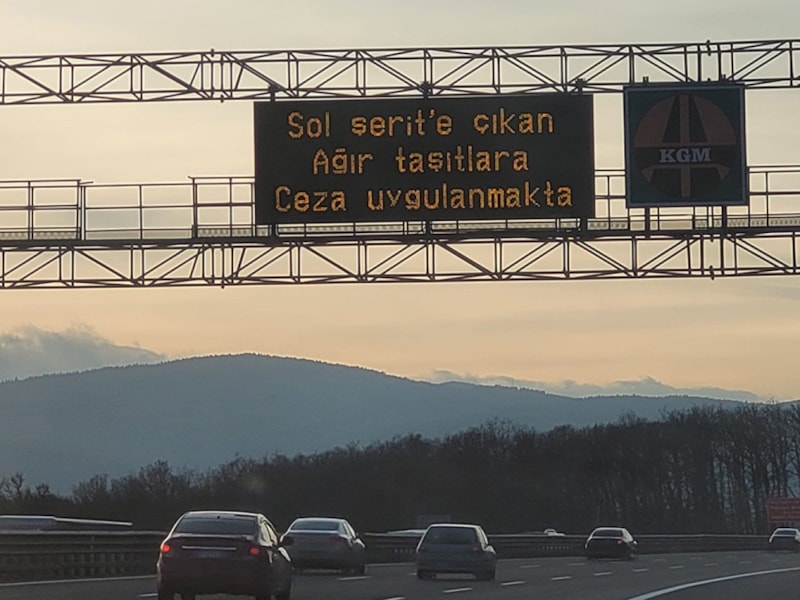 Sol şerit'e çıkan
Ağır taşıtlara
Ceza uygulanmakta
KGM